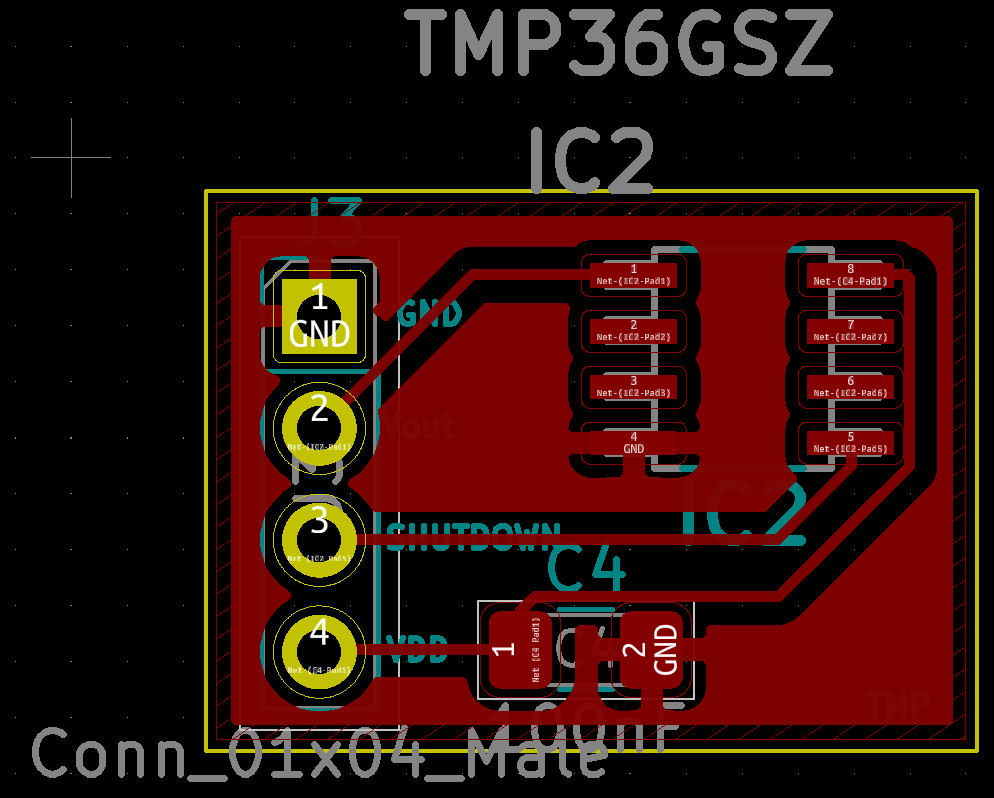 TMP36GSZ
IC2
J3
1
GND
GND
2
Net-(IC2-Pad1)
Vout
3
Net-(IC2-Pad5)
SHUTDOWN
4
Net-(C4-Pad1)
VDD
1
Net-(IC2-Pad1)
2
Net-(IC2-Pad2)
3
Net-(IC2-Pad3)
4
GND
8
Net-(C4-Pad1)
7
Net-(IC2-Pad7)
6
Net-(IC2-Pad6)
5
Net-(IC2-Pad5)
IC2
C4
1
Net (C4 Pad1)
C4
2
GND
TMP
100nF
Conn_01x04_Male